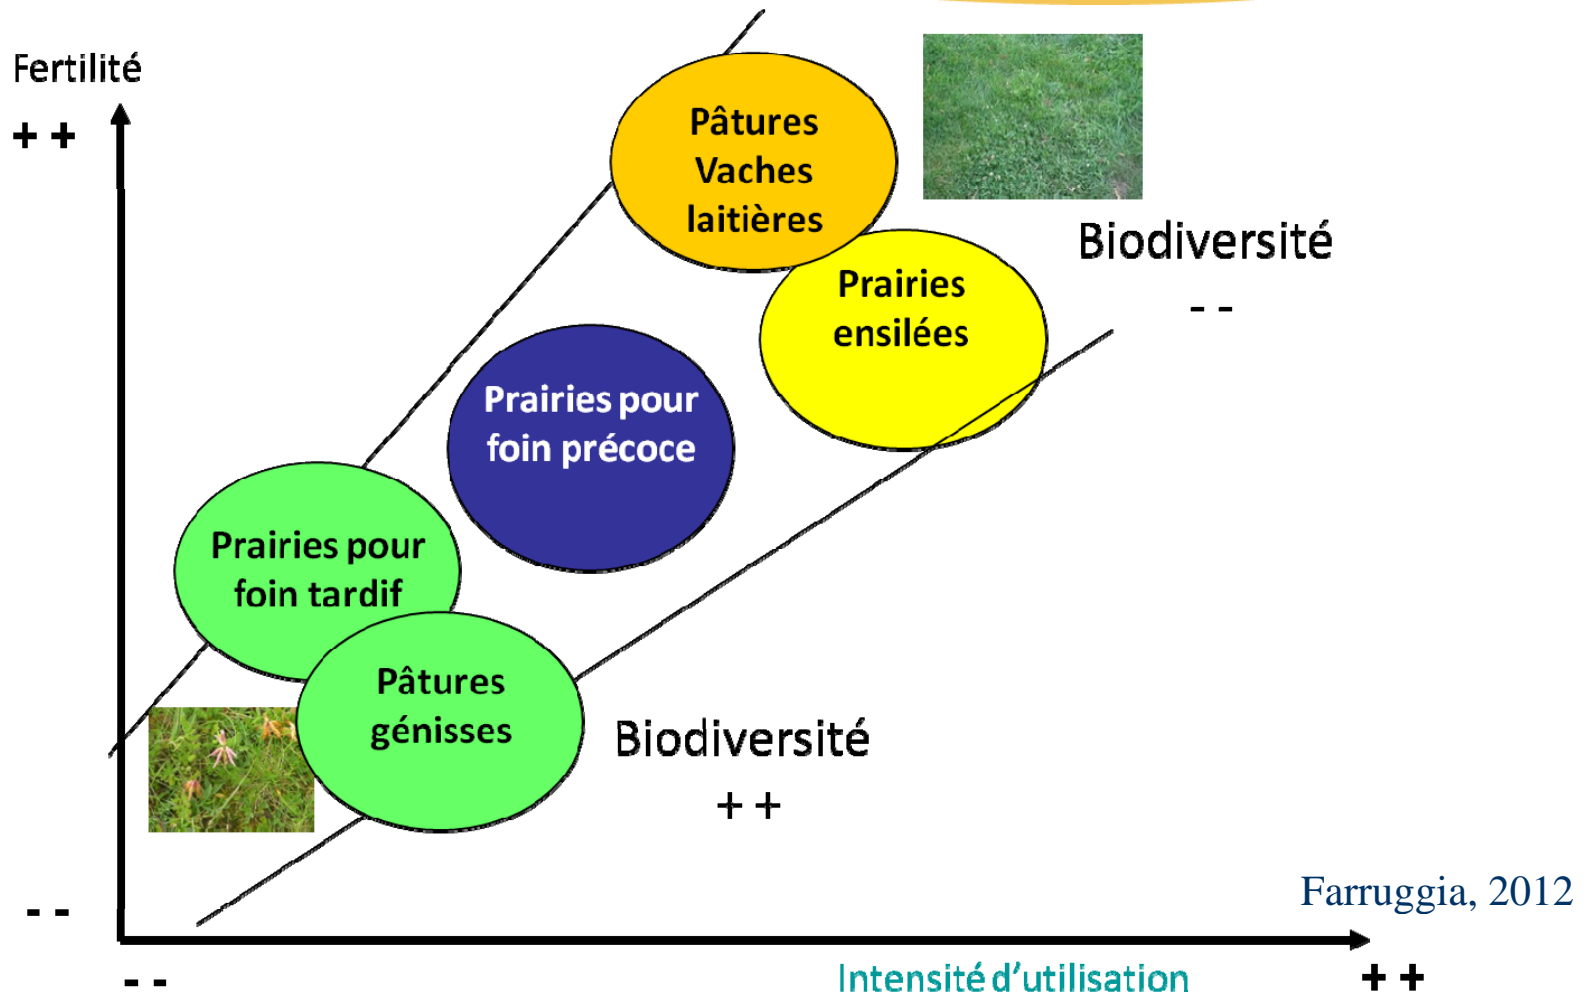 Fertilité
+ +
Pâtures
Vaches
laitières
Biodiversité
- -
Prairies
ensilées
Prairies pour
foin précoce
Prairies pour
foin tardif
Pâtures
génisses
Biodiversité
+ +
Farruggia, 2012
- -
- -
Intensité d'utilisation
+ +